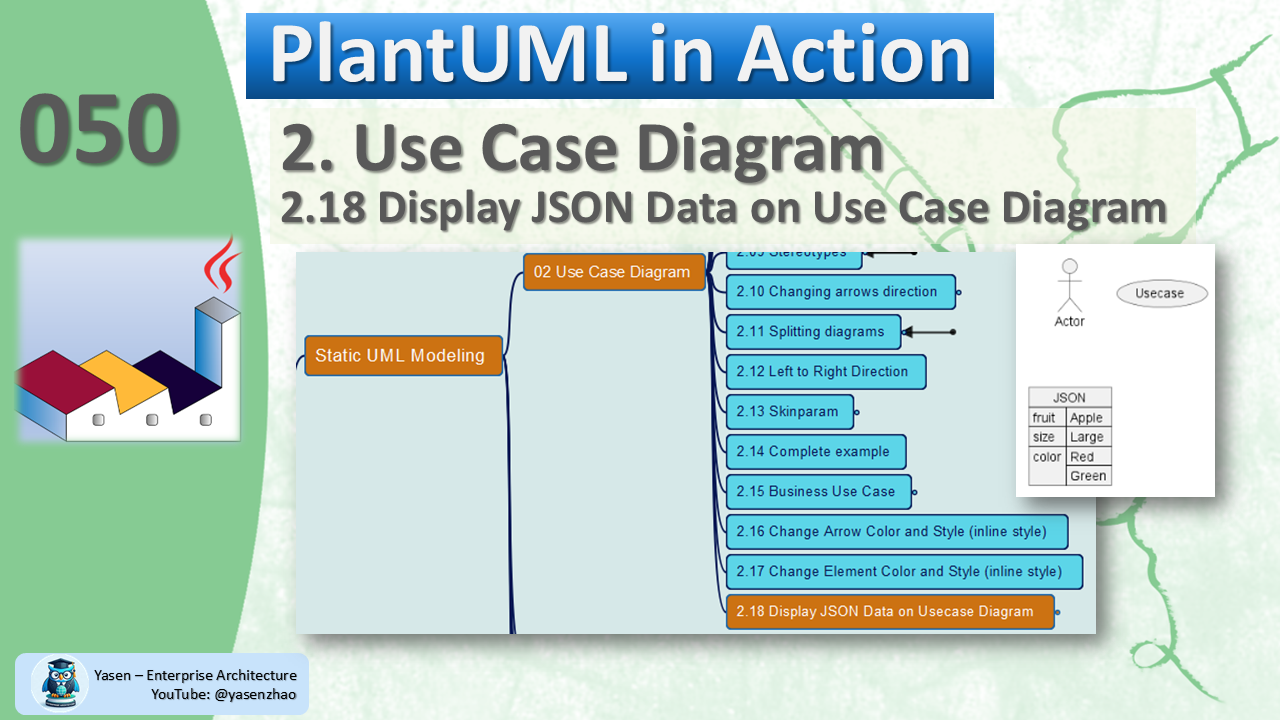 PlantUML in Action
050
2. Use Case Diagram
2.18 Display JSON Data on Use Case Diagram
Static UML Modeling
02 Use Case Diagram
2.09 Stereotypes
2.10 Changing arrows direction
2.11 Splitting diagrams
2.12 Left to Right Direction
2.13 Skinparam
2.14 Complete example
2.15 Business Use Case
2.16 Change Arrow Color and Style (inline style)
2.17 Change Element Color and Style (inline style)
2.18 Display JSON Data on Usecase Diagram
Actor
Usecase
JSON
fruit Apple
size Large
color Red
Green
Yasen – Enterprise Architecture
YouTube: @yasenzhao